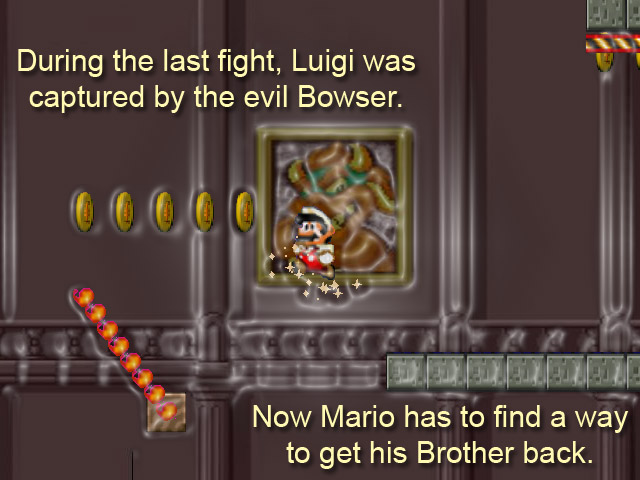 During the last fight, Luigi was
captured by the evil Bowser.
Now Mario has to find a way
to get his Brother back.